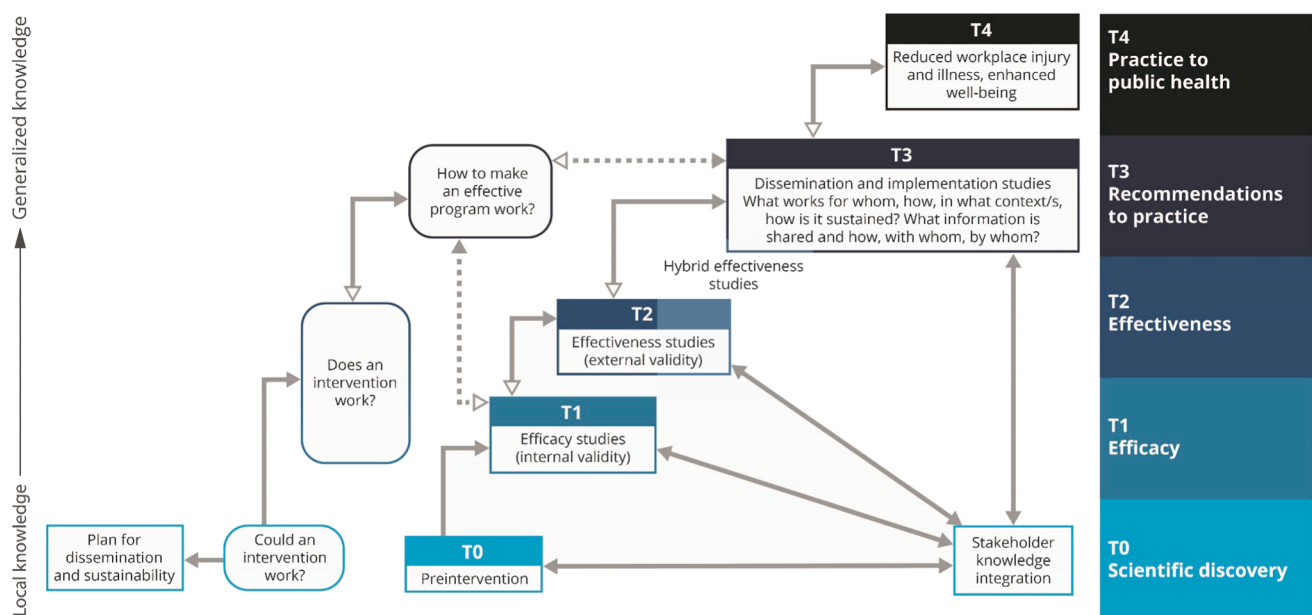 Generalized knowledge
Local knowledge
T4
Reduced workplace injury
and illness, enhanced
well-being
T3
Dissemination and implementation studies
What works for whom, how, in what context/s,
how is it sustained? What information is
shared and how, with whom, by whom?
How to make
an effective
program work?
Hybrid effectiveness
studies
T2
Effectiveness studies
(external validity)
Does an
intervention
work?
T1
Efficacy studies
(internal validity)
Plan for
dissemination
and sustainability
Could an
intervention
work?
T0
Preintervention
Stakeholder
knowledge
integration
T4
Practice to
public health
T3
Recommendations
to practice
T2
Effectiveness
T1
Efficacy
T0
Scientific discovery